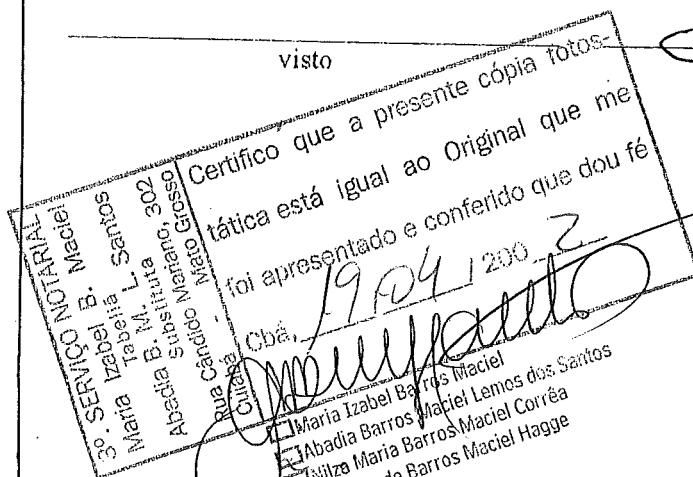 visto
3º. SERVIÇO NOTARIAL
Maria Izabel B. Maciel
Tabeliã
Abadia B. M. L. Santos
Substituta
Rua Cândido Mariano, 302
Cuiabá - Mato Grosso
Certifico que a presente cópia fotos-
tática está igual ao Original que me
foi apresentado e conferido que dou fé
Cbá, 19/04/2002
Maria Izabel Barros Maciel
Abadia Barros Maciel Lemos dos Santos
Nilza Maria Barros Maciel Corrêa
Barros Maciel Hagge